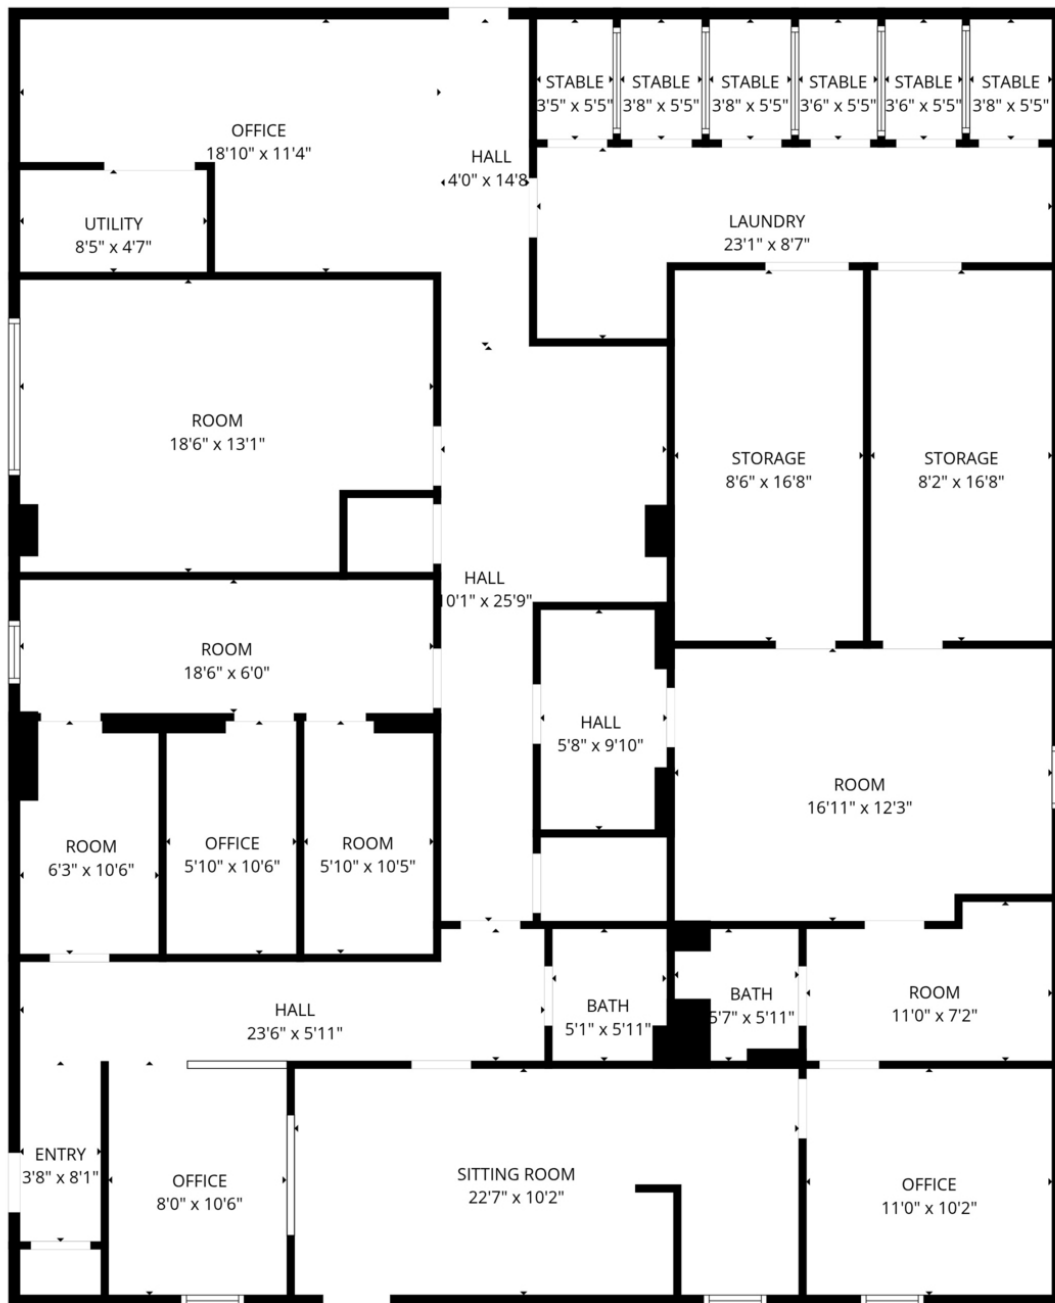 STABLE
3'5" x 5'5"
STABLE
3'8" x 5'5"
STABLE
3'8" x 5'5"
STABLE
3'6" x 5'5"
STABLE
3'6" x 5'5"
STABLE
3'8" x 5'5"
OFFICE
18'10" x 11'4"
HALL
4'0" x 14'8
UTILITY
8'5" x 4'7"
LAUNDRY
23'1" x 8'7"
ROOM
18'6" x 13'1"
STORAGE
8'6" x 16'8"
STORAGE
8'2" x 16'8"
HALL
10'1" x 25'9"
ROOM
18'6" x 6'0"
HALL
5'8" x 9'10"
ROOM
16'11" x 12'3"
ROOM
6'3" x 10'6"
OFFICE
5'10" x 10'6"
ROOM
5'10" x 10'5"
HALL
23'6" x 5'11"
BATH
5'1" x 5'11"
BATH
5'7" x 5'11"
ROOM
11'0" x 7'2"
ENTRY
3'8" x 8'1"
OFFICE
8'0" x 10'6"
SITTING ROOM
22'7" x 10'2"
OFFICE
11'0" x 10'2"